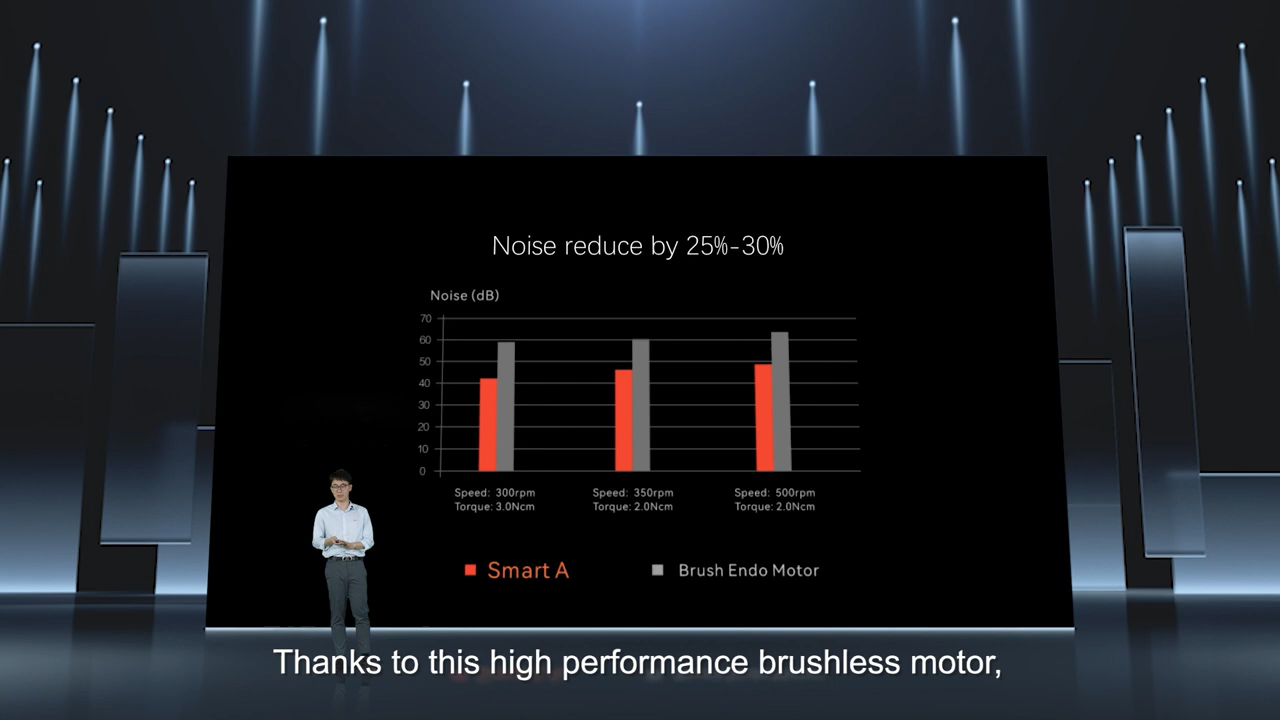 Noise reduce by 25%-30%
Noise (dB)
70
60
50
40
30
20
10
0
Speed: 300rpm
Torque: 3.0Ncm
Speed: 350rpm
Torque: 2.0Ncm
Speed: 500rpm
Torque: 2.0Ncm
Smart A
Brush Endo Motor
Thanks to this high performance brushless motor,